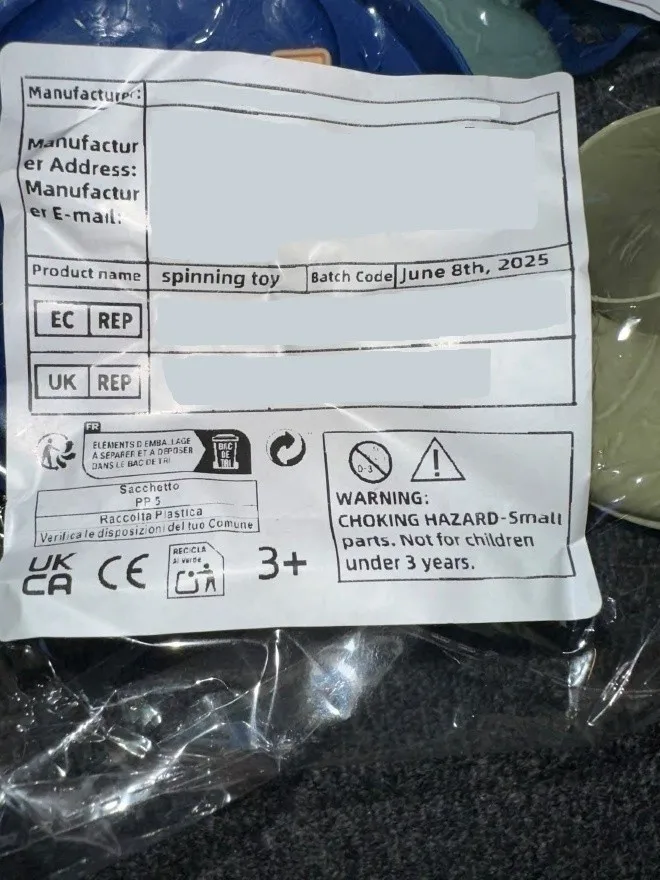 Manufacturer:
Manufactur
er Address:
Manufactur
er E-mail:
Product name spinning toy Batch Code June 8th, 2025
EC REP
UK REP
FR
ELEMENTS D EMBALLAGE
A SEPARER ET A DEPOSER
DANS LE BAC DE TRI
BAC
DE
TRI
Sacchetto
PP 5
Raccolta Plastica
Verifica le disposizioni del tuo Comune
0-3
WARNING:
CHOKING HAZARD-Small
parts. Not for children
under 3 years.
UK
CA
CE
RECICLA
Al Verde
3+